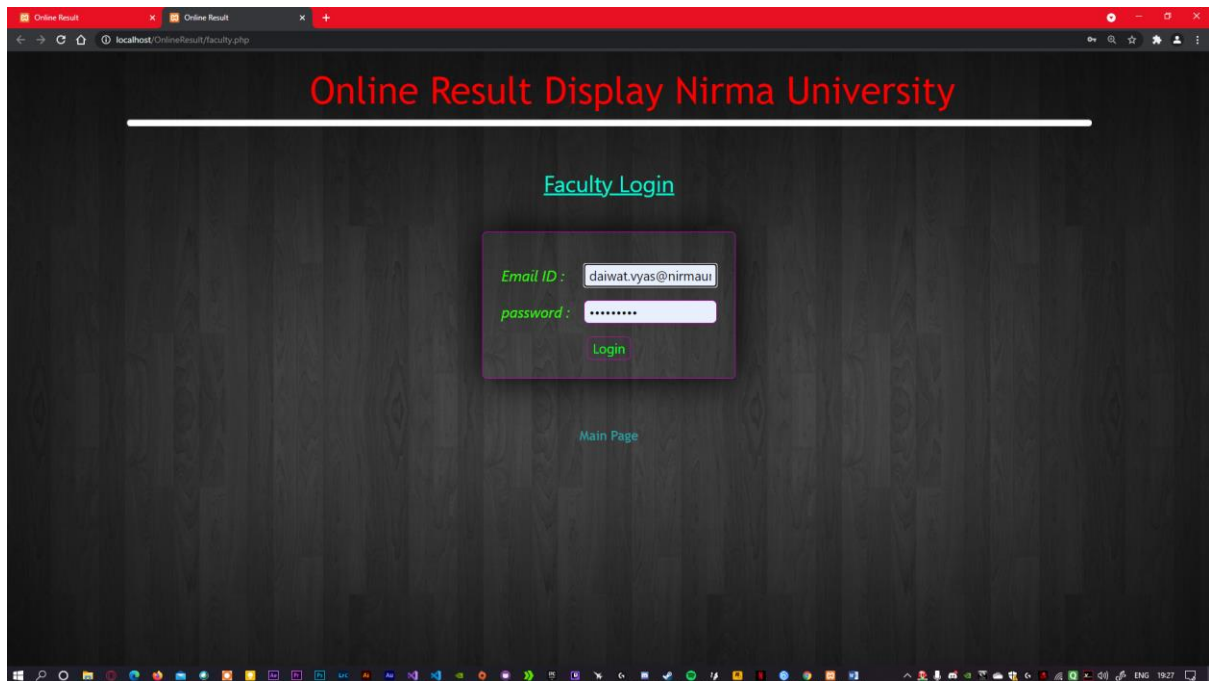 Online Result
Online Result
localhost/OnlineResult/faculty.php
Online Result Display Nirma University
Faculty Login
Email ID :
daiwat.vyas@nirmaur
password :
•••••••••
Login
Main Page
ENG 19:27